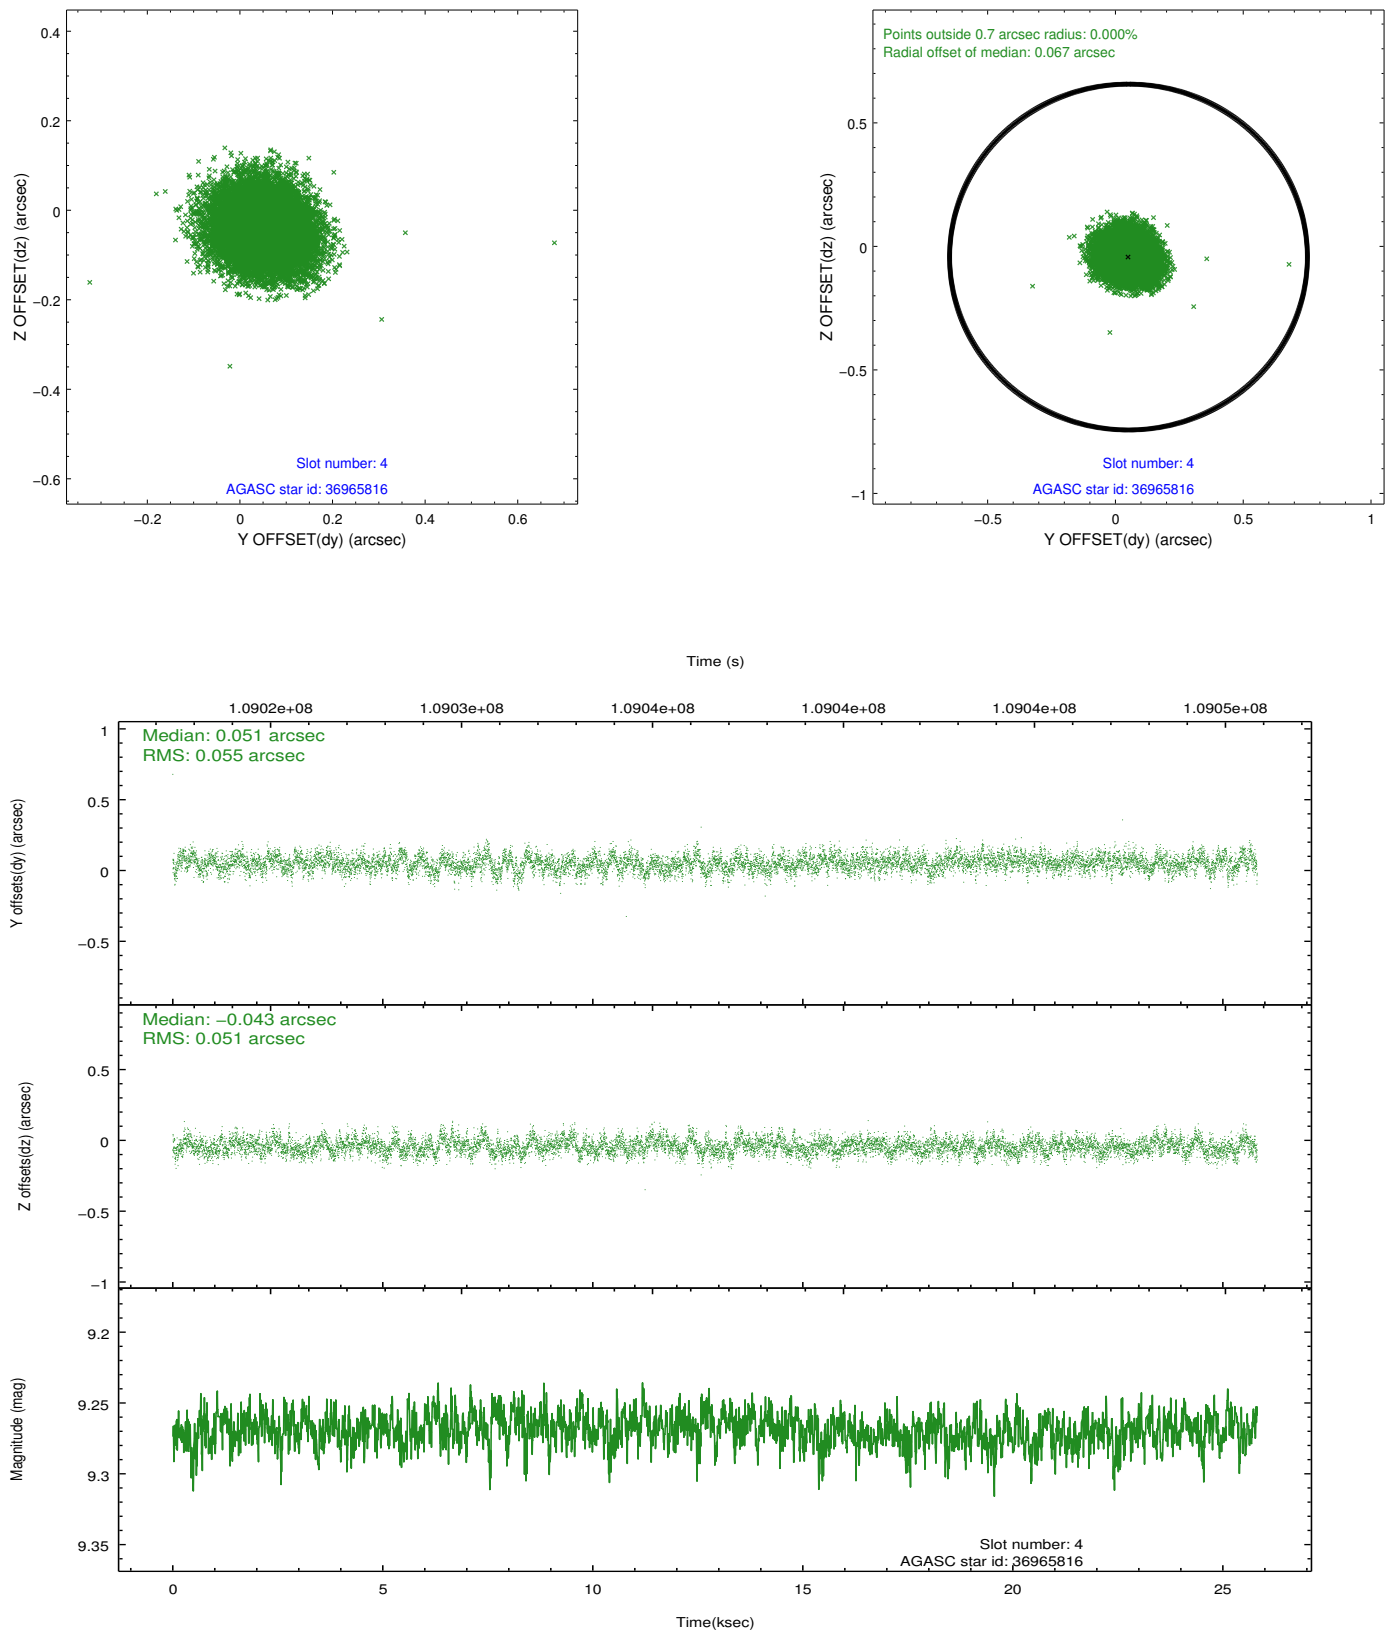 0.4
0.2
0
−0.2
−0.4
−0.6
Z OFFSET(dz) (arcsec)
−0.2
0
0.2
0.4
0.6
Y OFFSET(dy) (arcsec)
Slot number: 4
AGASC star id: 36965816
Points outside 0.7 arcsec radius: 0.000%
Radial offset of median: 0.067 arcsec
0.5
0
−0.5
−1
Z OFFSET(dz) (arcsec)
−0.5
0
0.5
1
Y OFFSET(dy) (arcsec)
Slot number: 4
AGASC star id: 36965816
Time (s)
1.0902e+08
1.0903e+08
1.0904e+08
1.0904e+08
1.0904e+08
1.0905e+08
Median: 0.051 arcsec
RMS: 0.055 arcsec
1
0.5
0
−0.5
Y offsets(dy) (arcsec)
Median: −0.043 arcsec
RMS: 0.051 arcsec
0.5
0
−0.5
−1
Z offsets(dz) (arcsec)
9.2
9.25
9.3
9.35
Magnitude (mag)
Slot number: 4
AGASC star id: 36965816
0
5
10
15
20
25
Time(ksec)